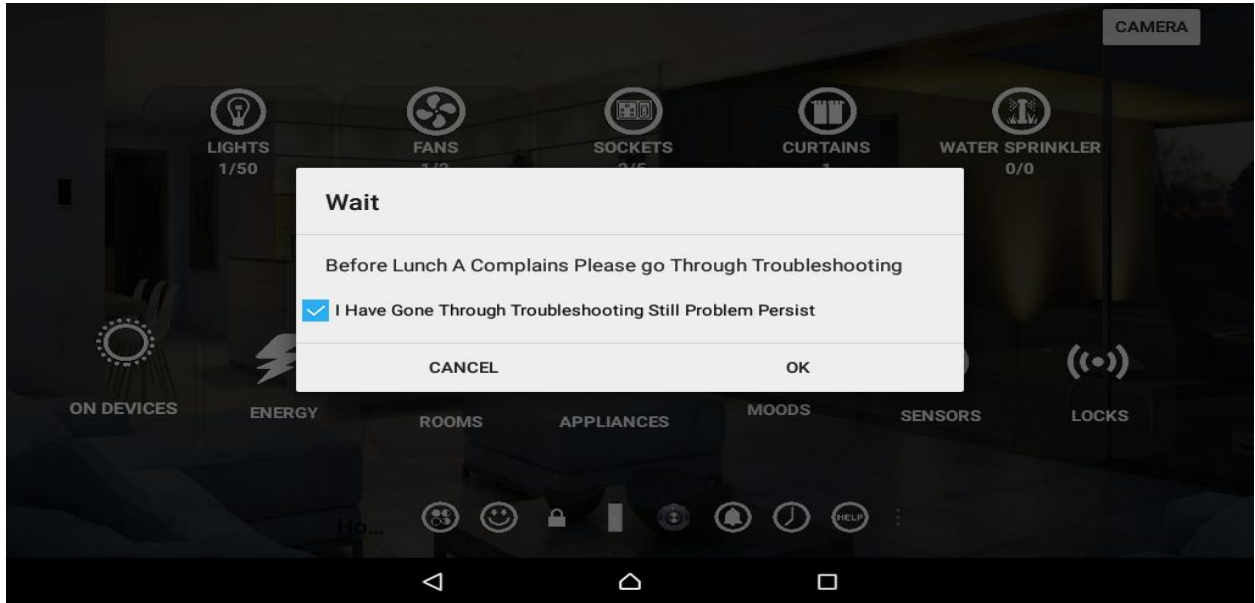 CAMERA
LIGHTS
FANS
SOCKETS
CURTAINS
WATER SPRINKLER
1/50
0/0
Wait
Before Lunch A Complains Please go Through Troubleshooting
I Have Gone Through Troubleshooting Still Problem Persist
CANCEL
OK
ON DEVICES
ENERGY
ROOMS
APPLIANCES
MOODS
SENSORS
LOCKS
Ho...
HELP